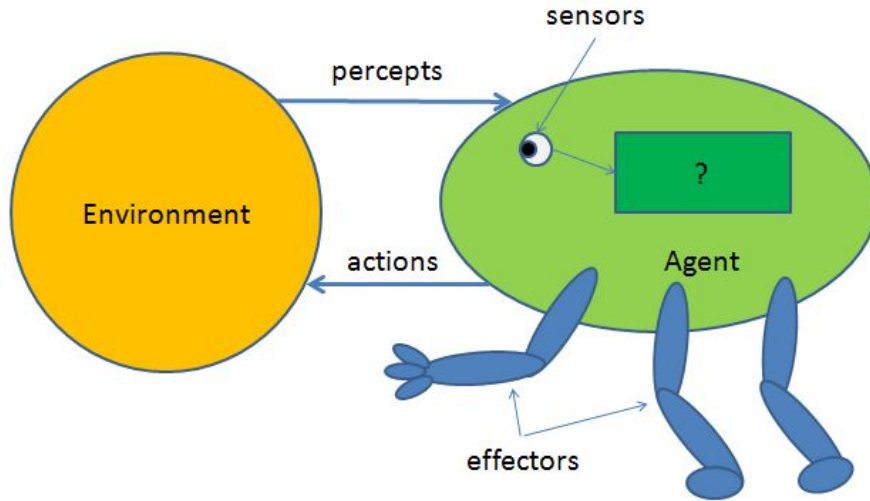 sensors
percepts
?
Environment
actions
Agent
effectors